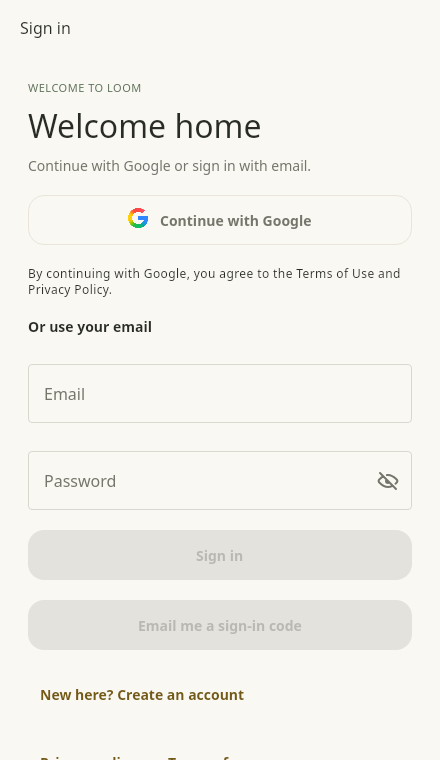 Sign in
WELCOME TO LOOM
Welcome home
Continue with Google or sign in with email.
Continue with Google
By continuing with Google, you agree to the Terms of Use and
Privacy Policy.
Or use your email
Email
Password
Sign in
Email me a sign-in code
New here? Create an account